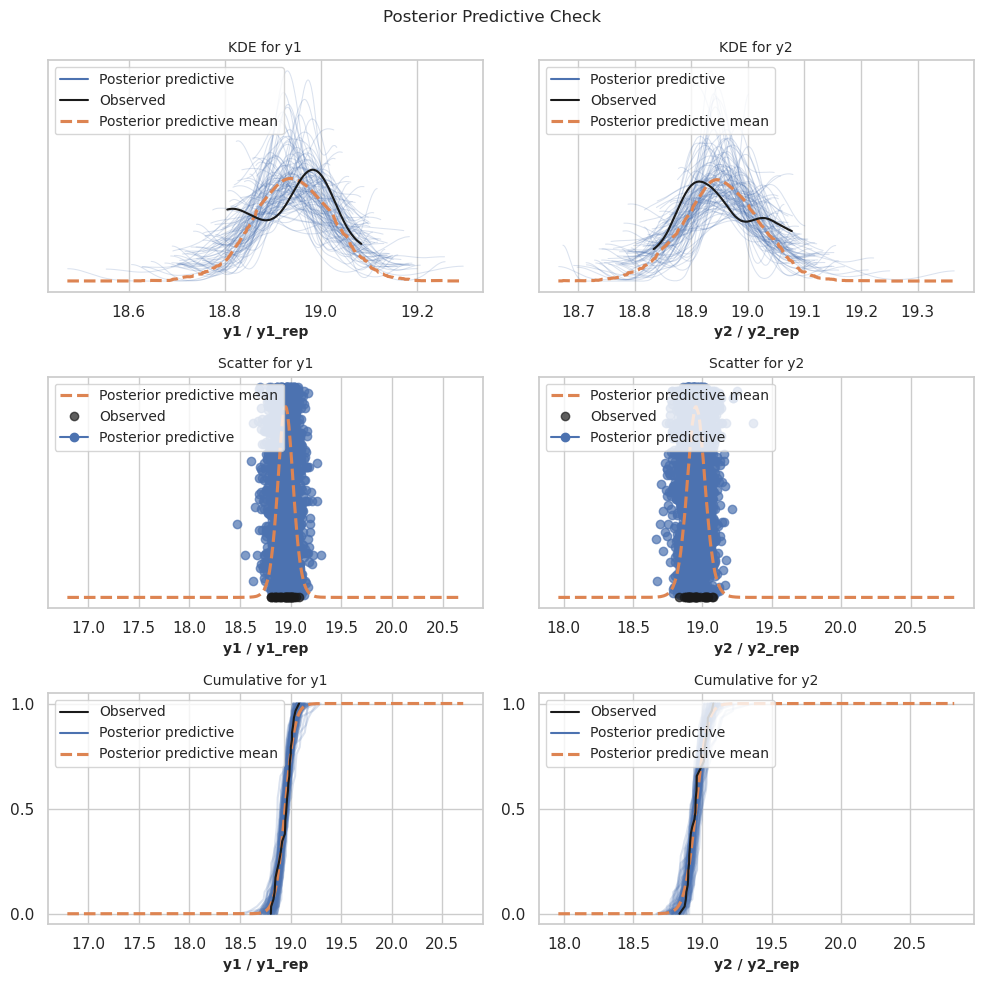 Posterior Predictive Check
KDE for y1
Posterior predictive
Observed
Posterior predictive mean
18.6 18.8 19.0 19.2
y1 / y1_rep
KDE for y2
Posterior predictive
Observed
Posterior predictive mean
18.7 18.8 18.9 19.0 19.1 19.2 19.3
y2 / y2_rep
Scatter for y1
Posterior predictive mean
Observed
Posterior predictive
17.0 17.5 18.0 18.5 19.0 19.5 20.0 20.5
y1 / y1_rep
Scatter for y2
Posterior predictive mean
Observed
Posterior predictive
18.0 18.5 19.0 19.5 20.0 20.5
y2 / y2_rep
Cumulative for y1
1.0
0.5
0.0
Observed
Posterior predictive
Posterior predictive mean
17.0 17.5 18.0 18.5 19.0 19.5 20.0 20.5
y1 / y1_rep
Cumulative for y2
1.0
0.5
0.0
Observed
Posterior predictive
Posterior predictive mean
18.0 18.5 19.0 19.5 20.0 20.5
y2 / y2_rep